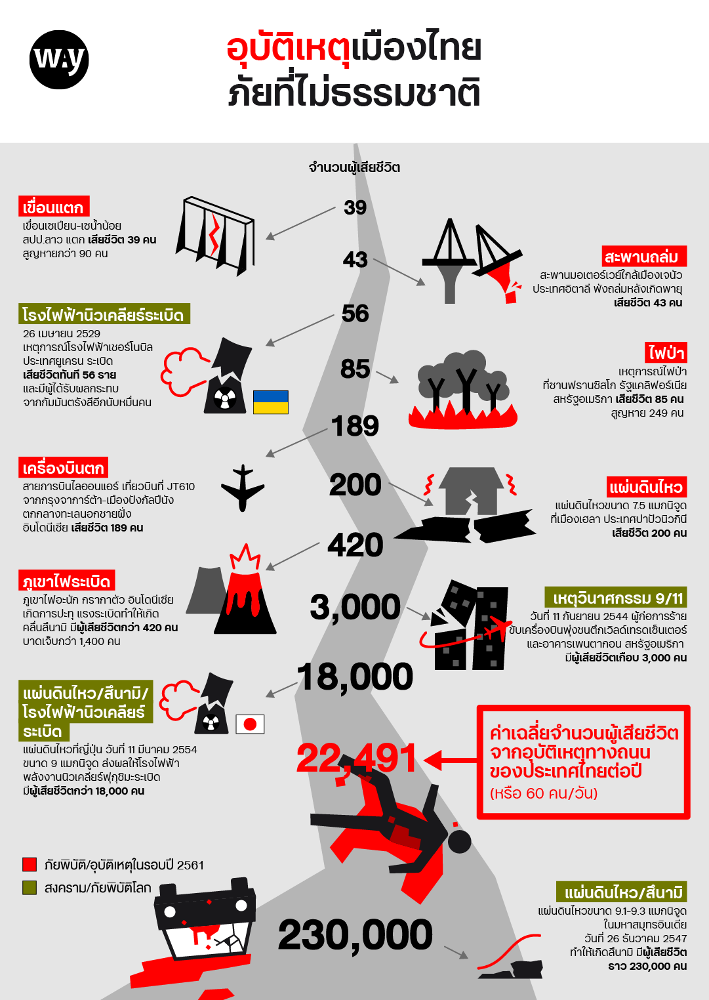 WAY
อุบัติเหตุเมืองไทย
ภัยที่ไม่ธรรมชาติ
จำนวนผู้เสียชีวิต
39
เขื่อนแตก
เขื่อนเซเปียน-เซน้ำน้อย
สปป.ลาว แตก เสียชีวิต 39 คน
สูญหายกว่า 90 คน
43
สะพานถล่ม
สะพานมอเตอร์เวย์ใกล้เมืองเจนัว
ประเทศอิตาลี พังถล่มหลังเกิดพายุ
เสียชีวิต 43 คน
56
โรงไฟฟ้านิวเคลียร์ระเบิด
26 เมษายน 2529
เหตุการณ์โรงไฟฟ้าเชอร์โนบิล
ประเทศยูเครน ระเบิด
เสียชีวิตทันที 56 ราย
และมีผู้ได้รับผลกระทบ
จากกัมมันตรังสีอีกนับหมื่นคน
85
ไฟป่า
เหตุการณ์ไฟป่า
ที่ซานฟรานซิสโก รัฐแคลิฟอร์เนีย
สหรัฐอเมริกา เสียชีวิต 85 คน
สูญหาย 249 คน
189
เครื่องบินตก
สายการบินไลออนแอร์ เที่ยวบินที่ JT610
จากกรุงจาการ์ต้า-เมืองปังกัลปีนัง
ตกกลางทะเลนอกชายฝั่ง
อินโดนีเซีย เสียชีวิต 189 คน
200
แผ่นดินไหว
แผ่นดินไหวขนาด 7.5 แมกนิจูด
ที่เมืองเฮลา ประเทศปาปัวนิวกินี
เสียชีวิต 200 คน
420
ภูเขาไฟระเบิด
ภูเขาไฟอะนัก กรากาตัว อินโดนีเซีย
เกิดการปะทุ แรงระเบิดทำให้เกิด
คลื่นสึนามิ มีผู้เสียชีวิตกว่า 420 คน
บาดเจ็บกว่า 1,400 คน
3,000
เหตุวินาศกรรม 9/11
วันที่ 11 กันยายน 2544 ผู้ก่อการร้าย
ขับเครื่องบินพุ่งชนตึกเวิลด์เทรดเซ็นเตอร์
และอาคารเพนตากอน สหรัฐอเมริกา
มีผู้เสียชีวิตเกือบ 3,000 คน
18,000
แผ่นดินไหว/สึนามิ/
โรงไฟฟ้านิวเคลียร์
ระเบิด
แผ่นดินไหวที่ญี่ปุ่น วันที่ 11 มีนาคม 2554
ขนาด 9 แมกนิจูด ส่งผลให้โรงไฟฟ้า
พลังงานนิวเคลียร์ฟุกุชิมะระเบิด
มีผู้เสียชีวิตกว่า 18,000 คน
22,491
ค่าเฉลี่ยจำนวนผู้เสียชีวิต
จากอุบัติเหตุทางถนน
ของประเทศไทยต่อปี
(หรือ 60 คน/วัน)
ภัยพิบัติ/อุบัติเหตุในรอบปี 2561
สงคราม/ภัยพิบัติโลก
230,000
แผ่นดินไหว/สึนามิ
แผ่นดินไหวขนาด 9.1-9.3 แมกนิจูด
ในมหาสมุทรอินเดีย
วันที่ 26 ธันวาคม 2547
ทำให้เกิดสึนามิ มีผู้เสียชีวิต
ราว 230,000 คน